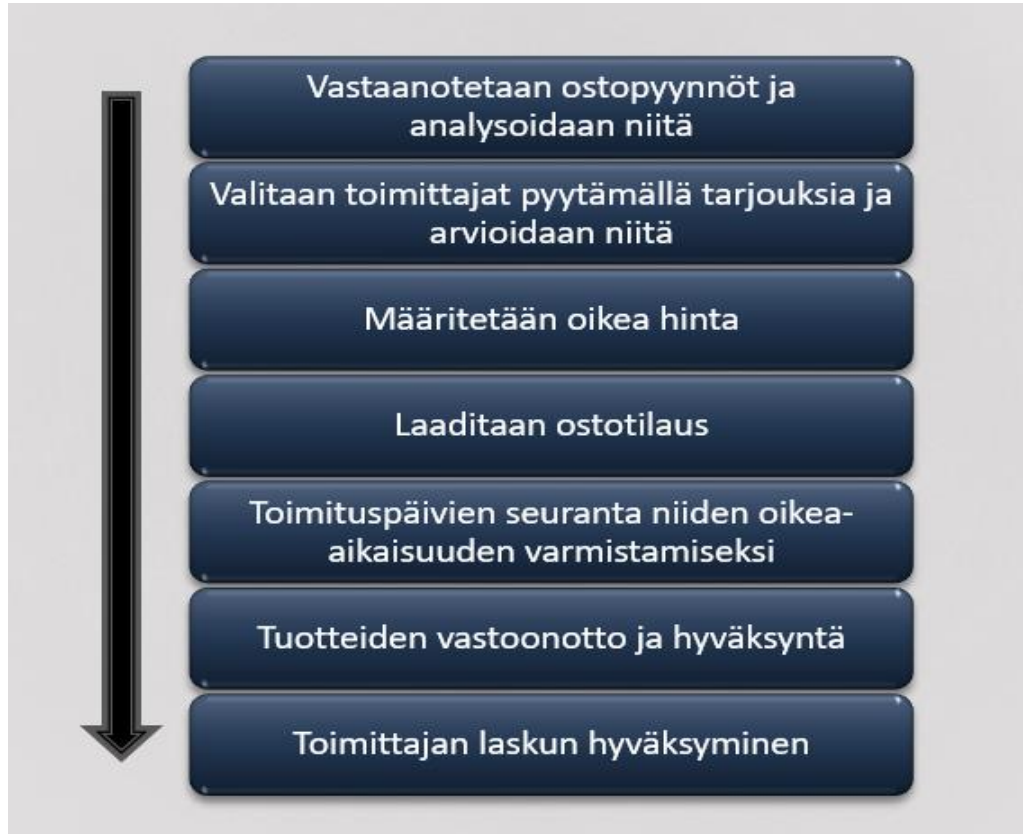 Vastaanotetaan ostopyynnöt ja
analysoidaan niitä
Valitaan toimittajat pyytämällä tarjouksia ja
arvioidaan niitä
Määritetään oikea hinta
Laaditaan ostotilaus
Toimituspäivien seuranta niiden oikea-
aikaisuuden varmistamiseksi
Tuotteiden vastoonotto ja hyväksyntä
Toimittajan laskun hyväksyminen